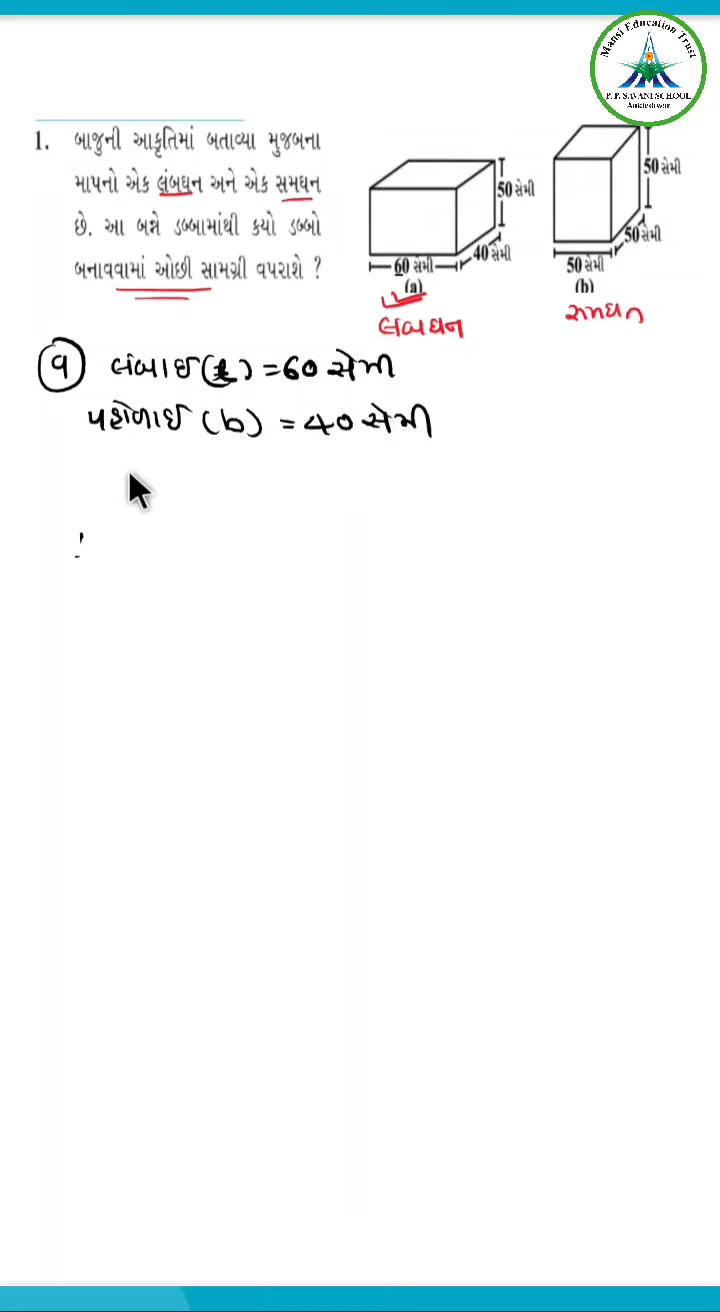 Mansi Education Trust
P. P. SAVANI SCHOOL
Ankleshwar
1. બાજુની આકૃતિમાં બતાવ્યા મુજબના
માપનો એક લંબઘન અને એક સમઘન
છે. આ બન્ને ડબ્બામાંથી કયો ડબ્બો
બનાવવામાં ઓછી સામગ્રી વપરાશે ?
50 સેમી
40 સેમી
60 સેમી
(a)
લંબઘન
50 સેમી
50 સેમી
50 સેમી
(b)
સમઘન
૧ લંબાઈ (l) = 60 સેમી
પહોળાઈ (b) = 40 સેમી